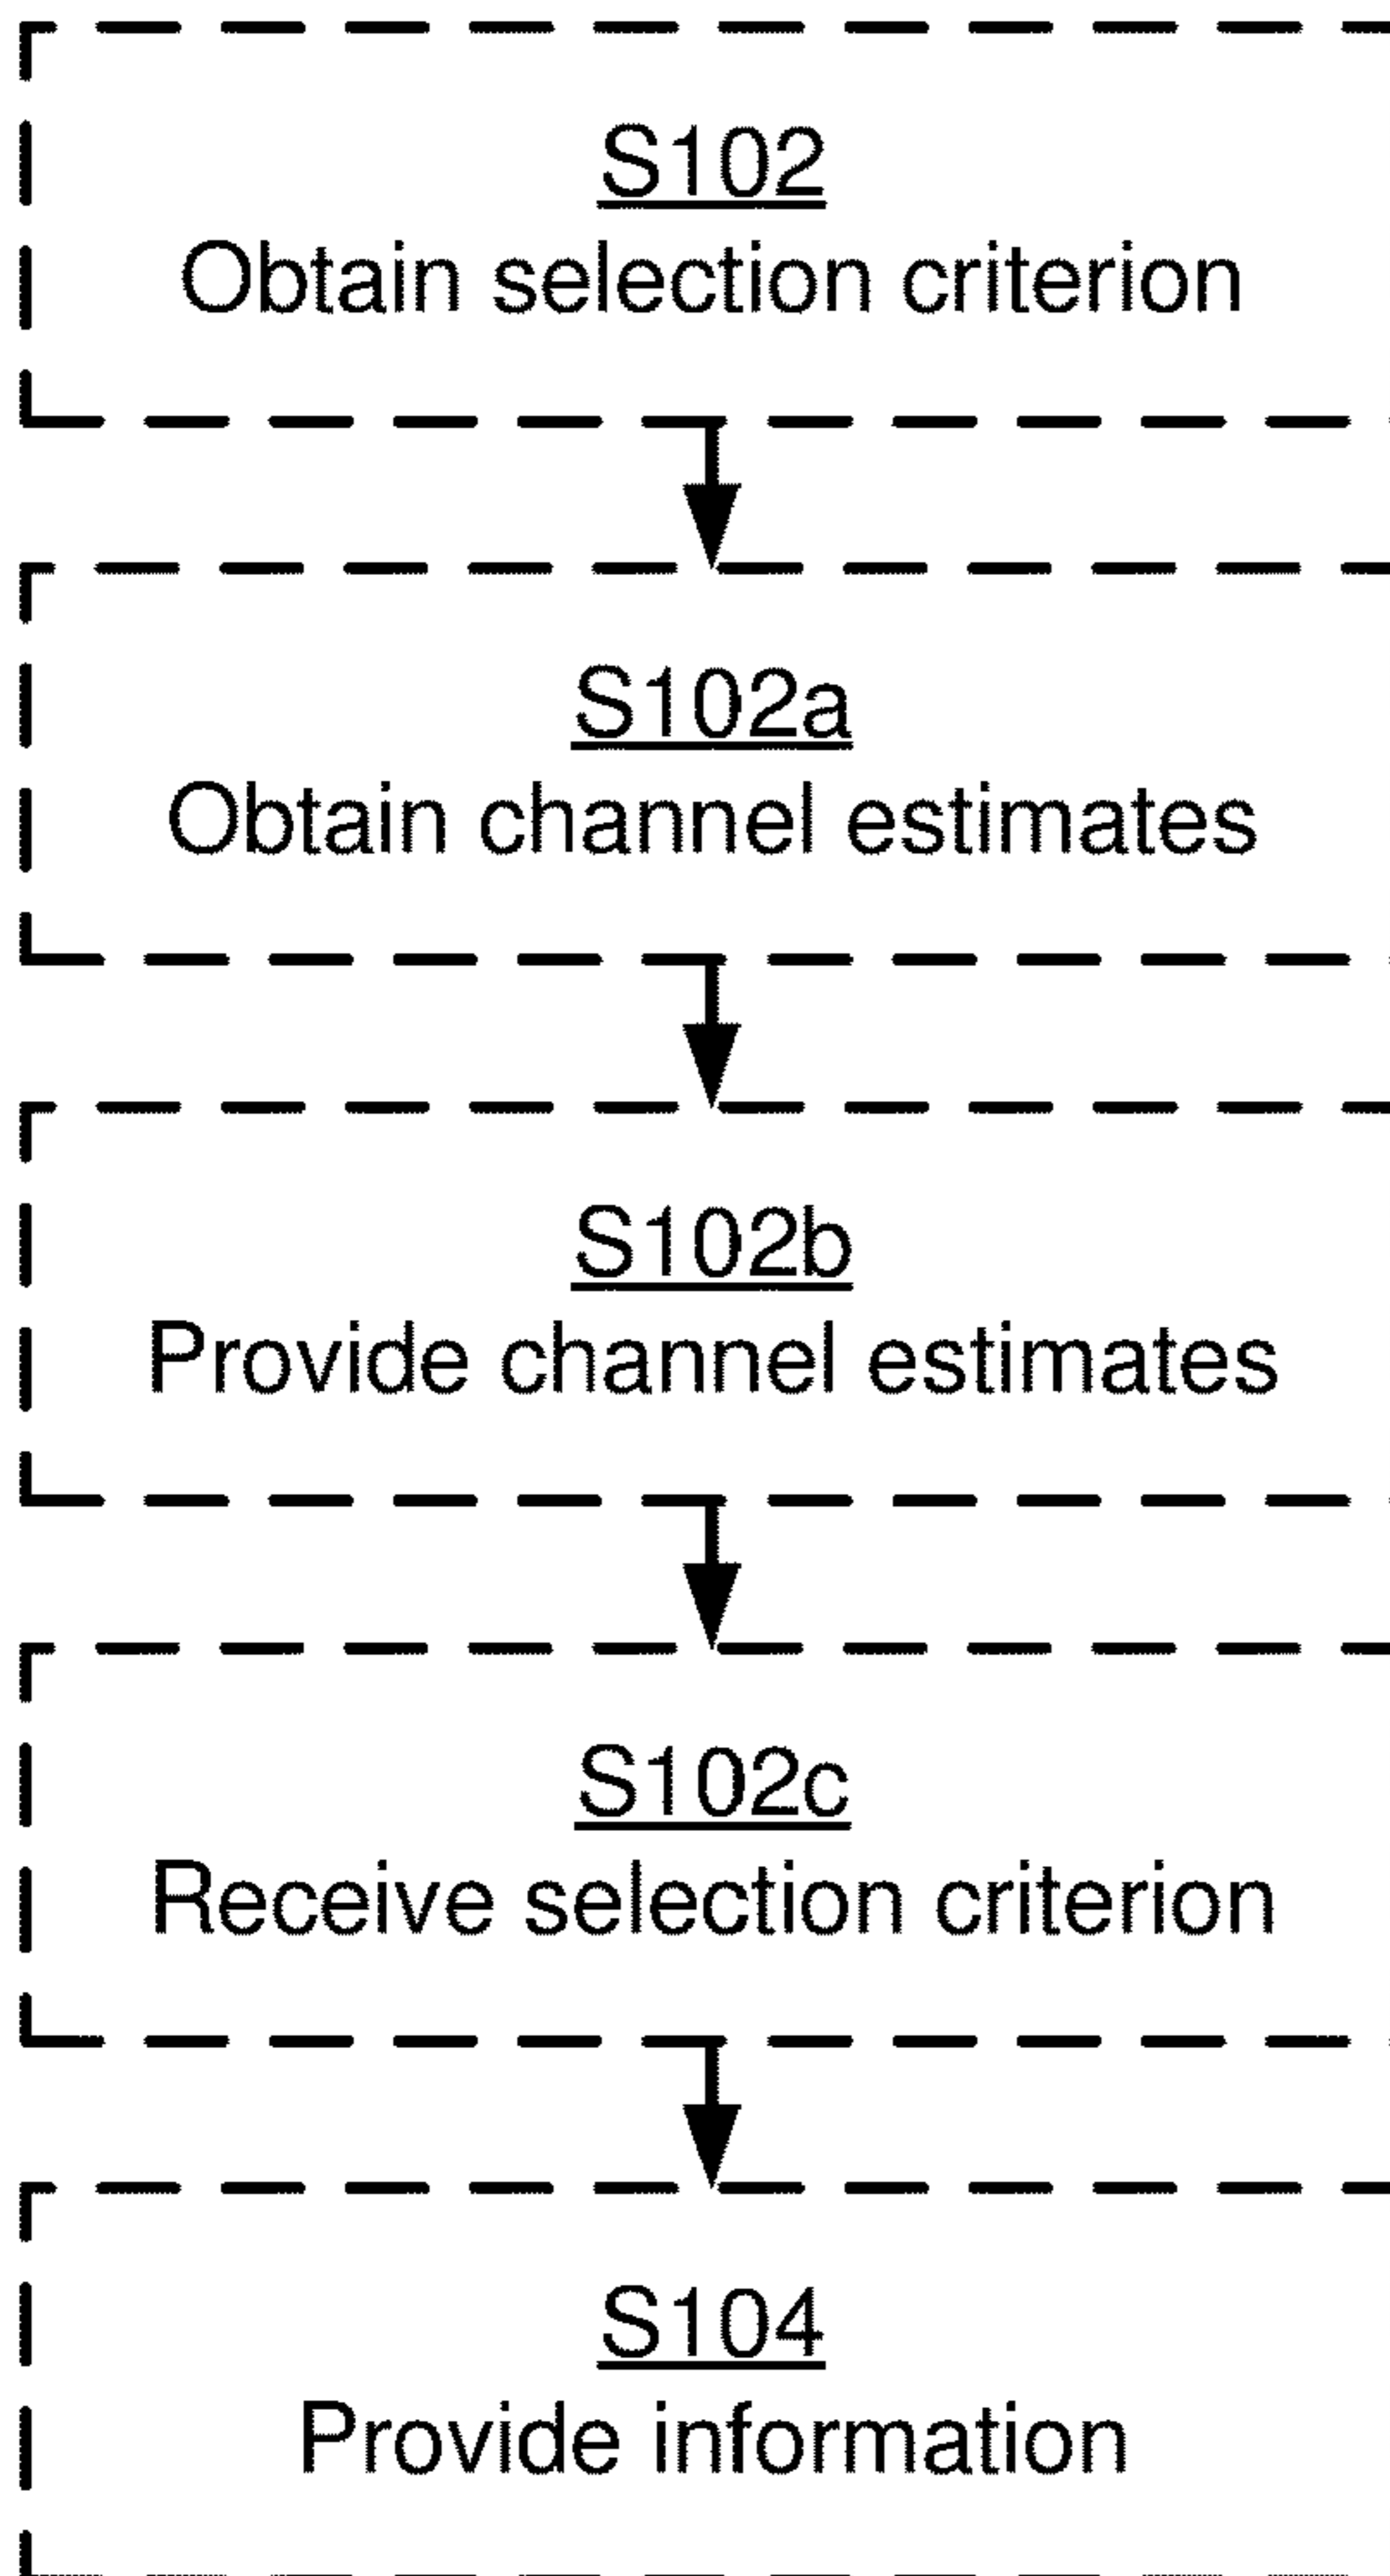 S102
Obtain selection criterion
S102a
Obtain channel estimates
S102b
Provide channel estimates
S102c
Receive selection criterion
S104
Provide information